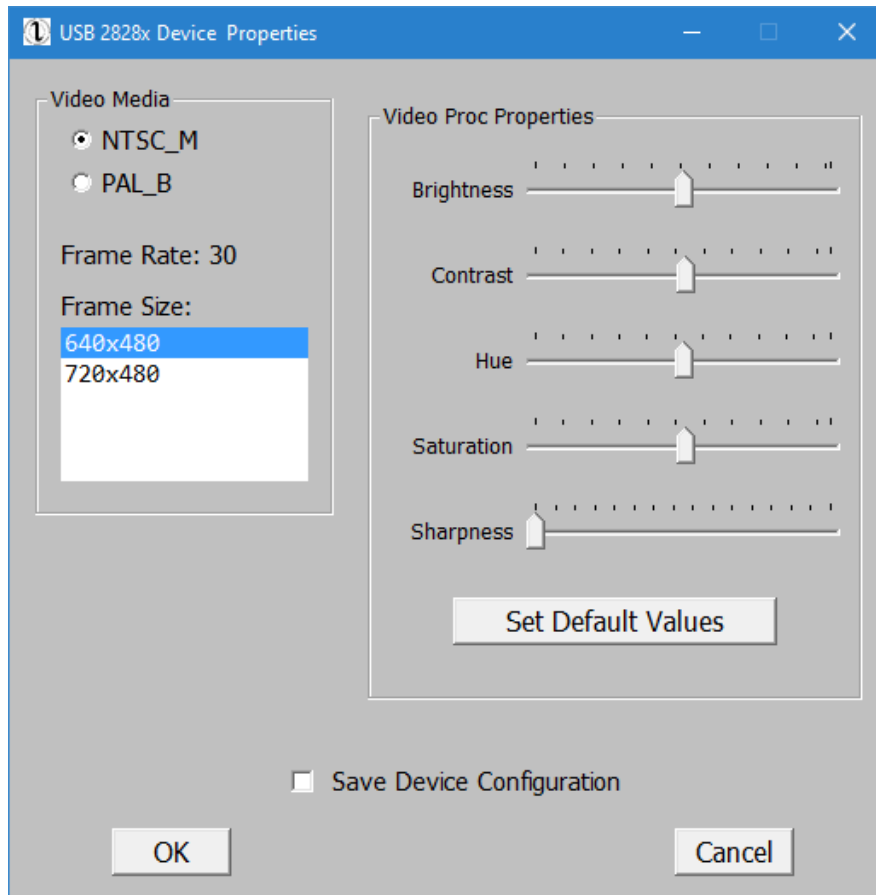 USB 2828x Device Properties
Video Media
NTSC_M
PAL_B
Frame Rate: 30
Frame Size:
640x480
720x480
Video Proc Properties
Brightness
Contrast
Hue
Saturation
Sharpness
Set Default Values
Save Device Configuration
OK
Cancel